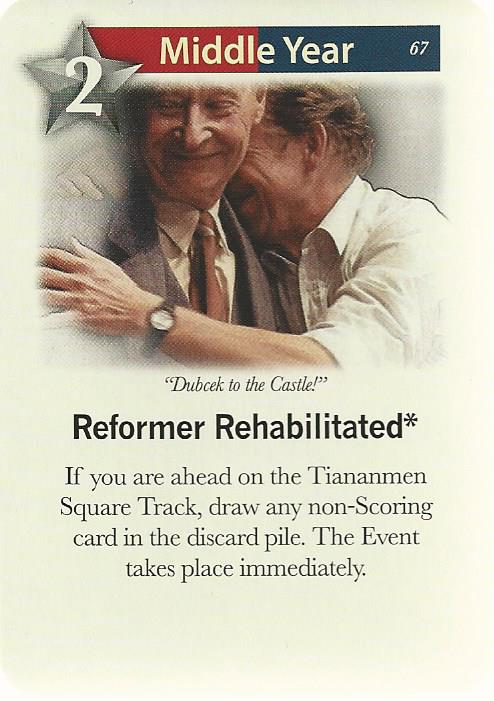 Middle Year
67
2
“Dubcek to the Castle!”
Reformer Rehabilitated*
If you are ahead on the Tiananmen
Square Track, draw any non-Scoring
card in the discard pile. The Event
takes place immediately.